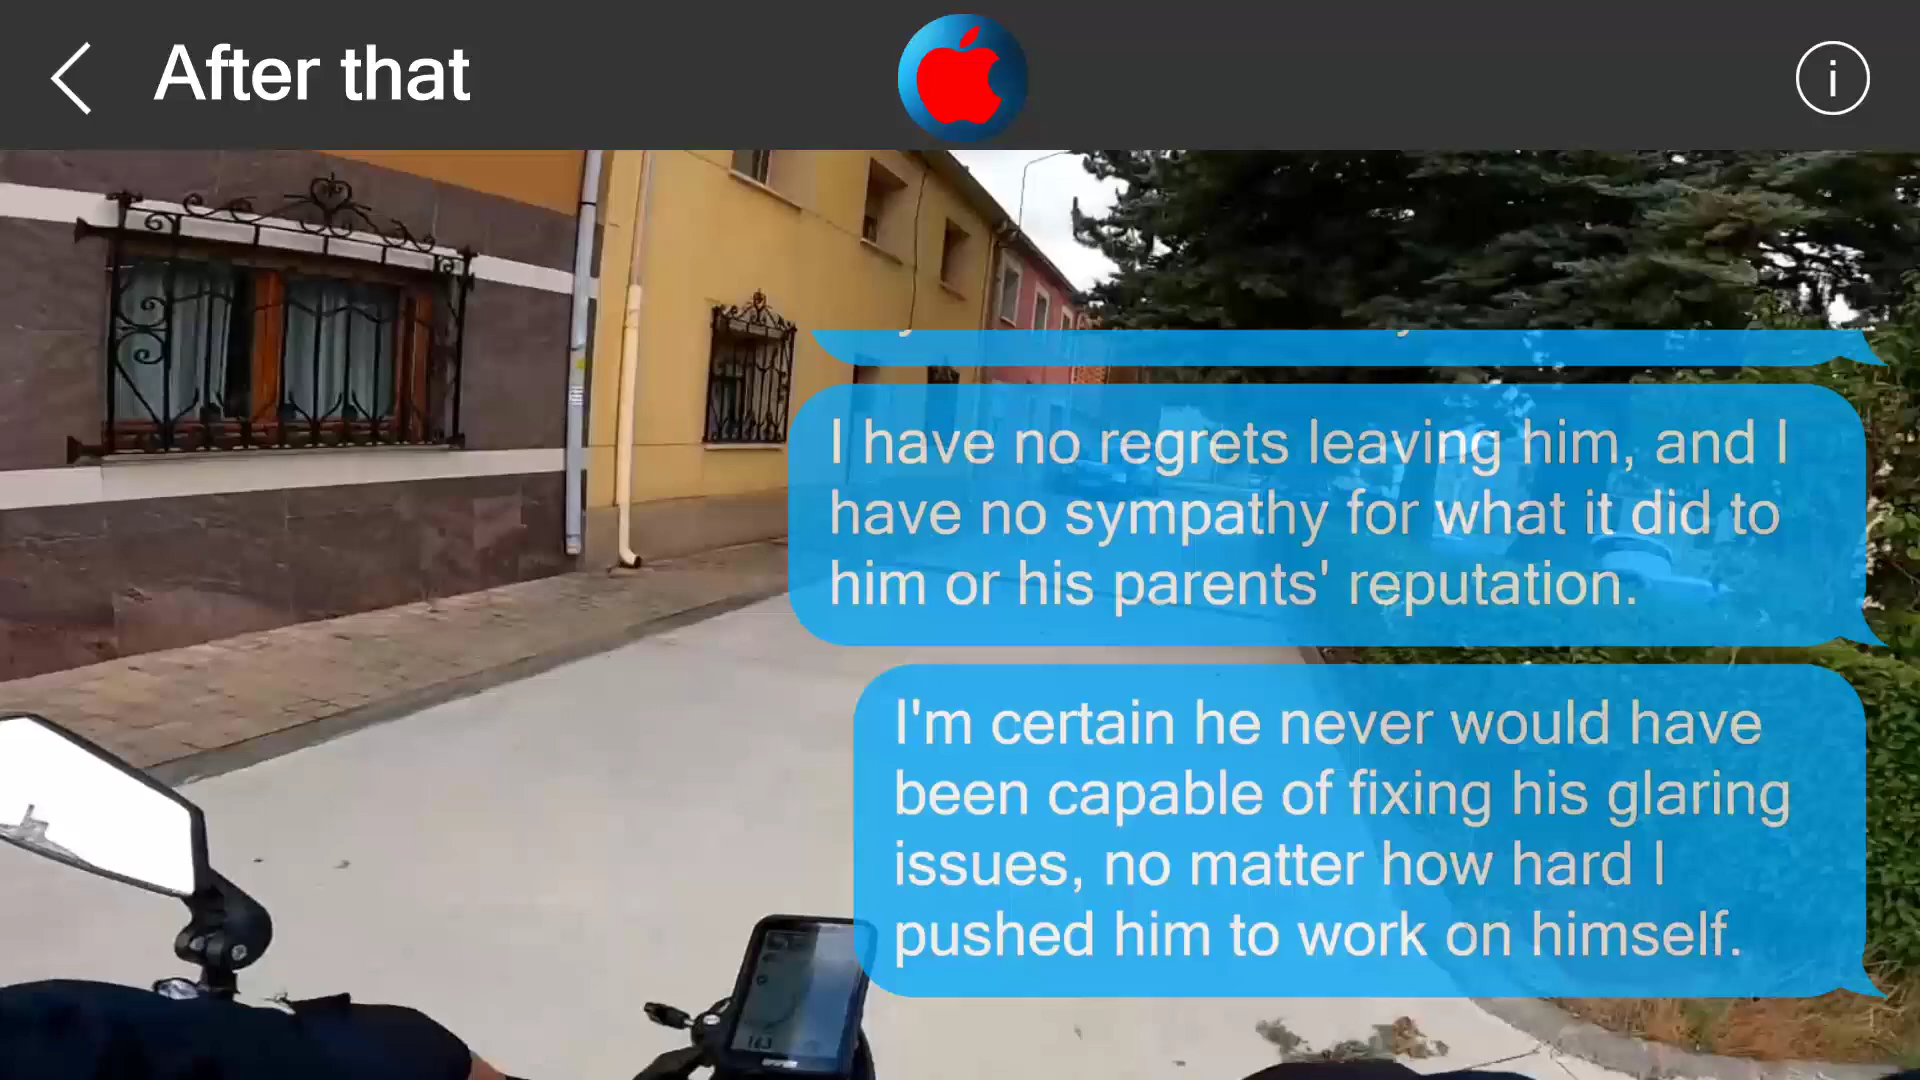 After that
I have no regrets leaving him, and I
have no sympathy for what it did to
him or his parents' reputation.
I'm certain he never would have
been capable of fixing his glaring
issues, no matter how hard I
pushed him to work on himself.